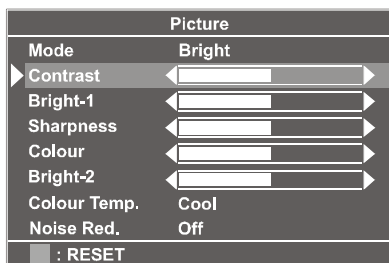 Picture
Mode Bright
Contrast
Bright-1
Sharpness
Colour
Bright-2
Colour Temp. Cool
Noise Red. Off
: RESET